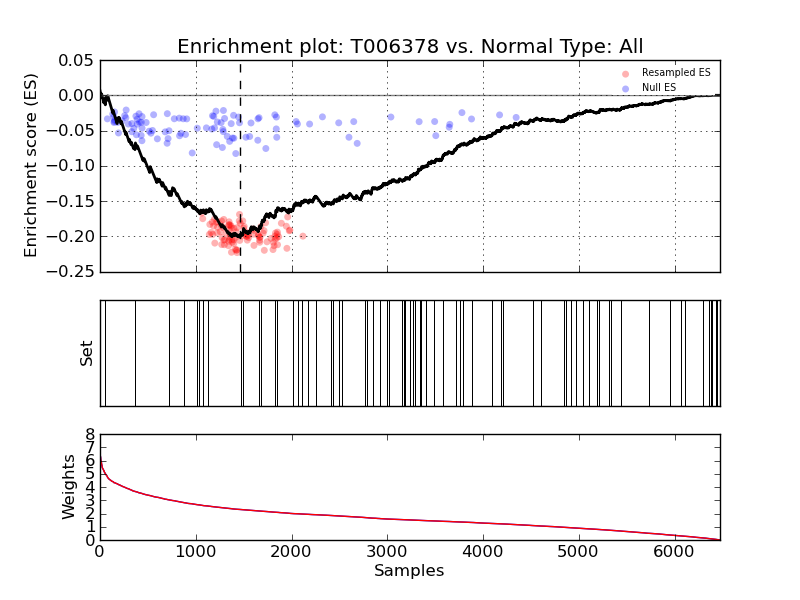 Enrichment plot: T006378 vs. Normal Type: All
Enrichment score (ES)
0.05
0.00
−0.05
−0.10
−0.15
−0.20
−0.25
Resampled ES
Null ES
Set
Weights
8
7
6
5
4
3
2
1
0
0 1000 2000 3000 4000 5000 6000
Samples